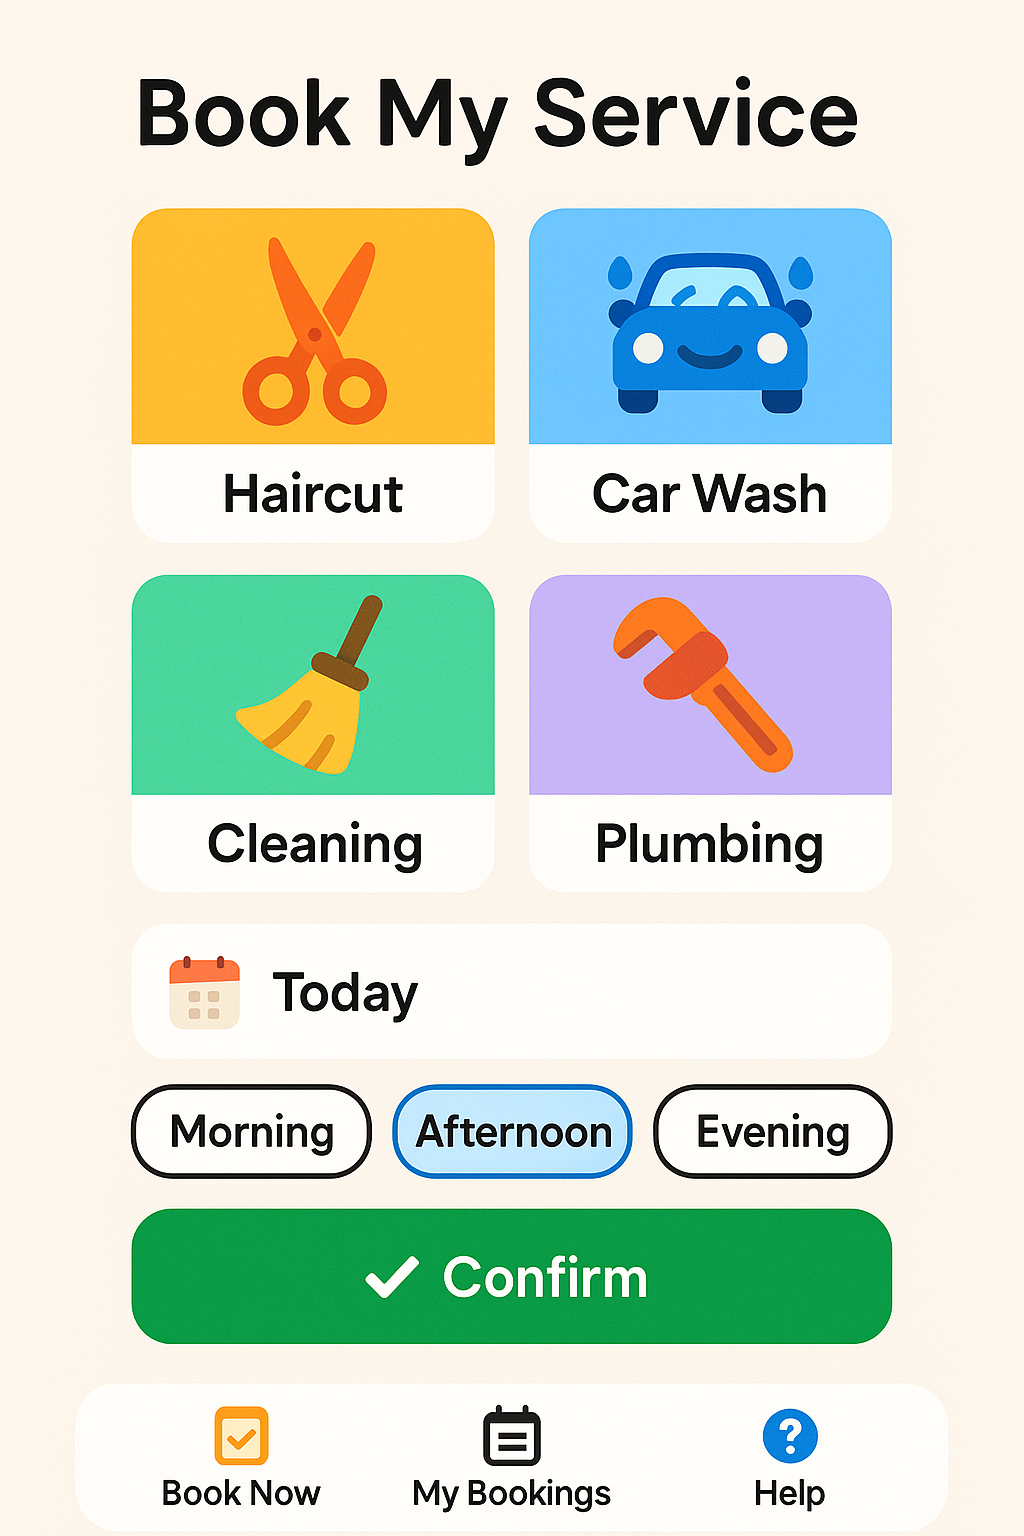 Book My Service
Haircut
Car Wash
Cleaning
Plumbing
Today
Morning
Afternoon
Evening
Confirm
Book Now
My Bookings
Help